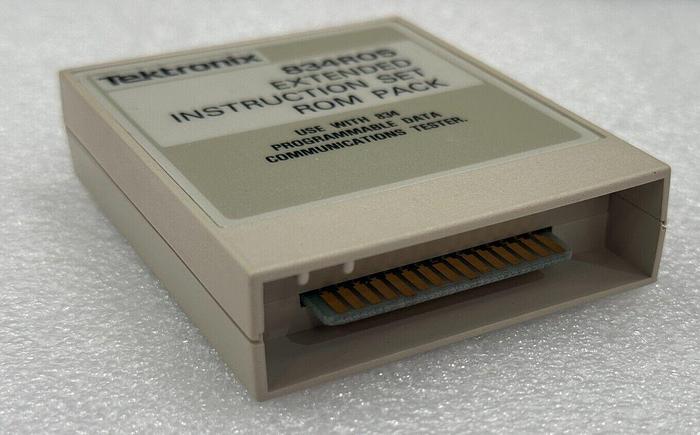 Tektronix
834R05
EXTENDED
INSTRUCTION SET
ROM PACK
USE WITH 834
PROGRAMMABLE DATA
COMMUNICATIONS TESTER.